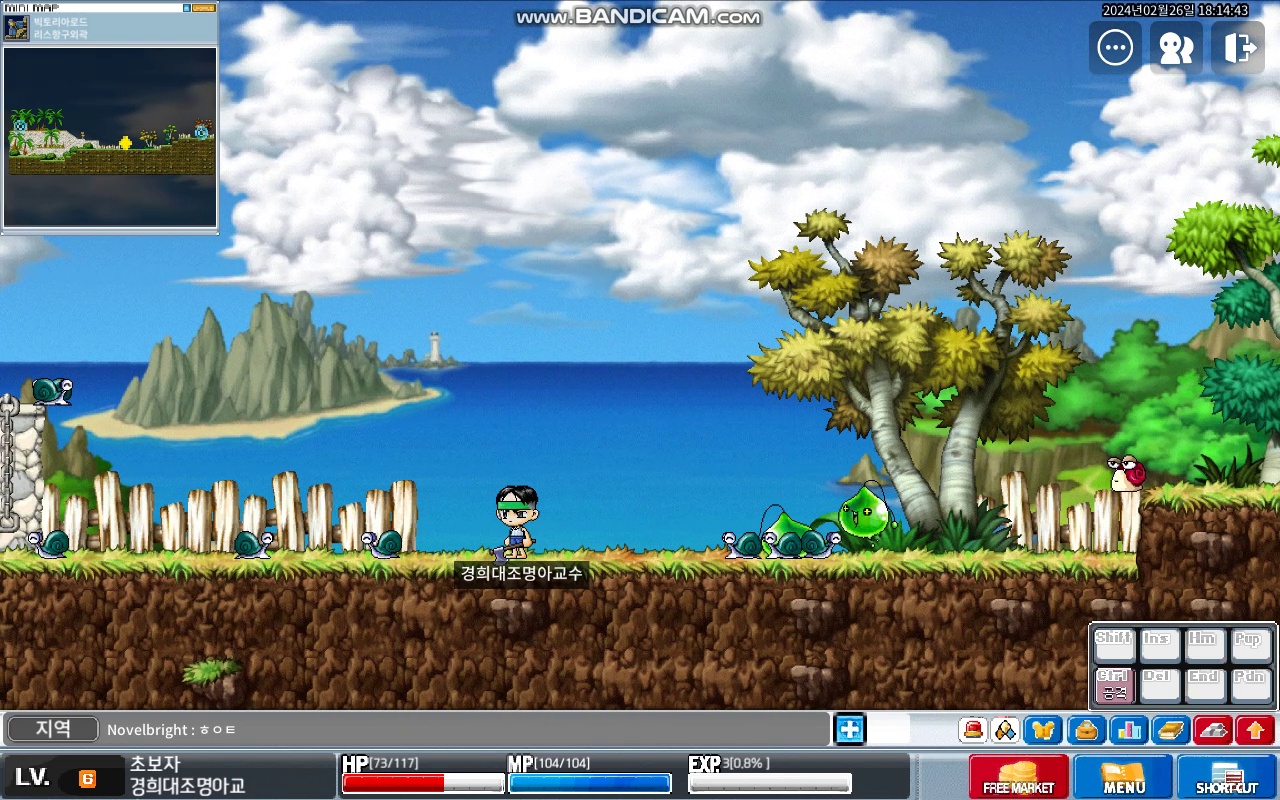 MINI MAP
빅토리아로드
리스항구외곽
www.BANDICAM.com
2024년02월26일 18:14:43
경희대조명아교수
Shift Ins Hm Pup
Ctrl Del End Pdn
공격
지역 Novelbright : ㅎㅇㅌ
LV. 6 초보자
경희대조명아교
HP[73/117] MP[104/104] EXP 3[0.8% ]
FREE MARKET MENU SHORTCUT